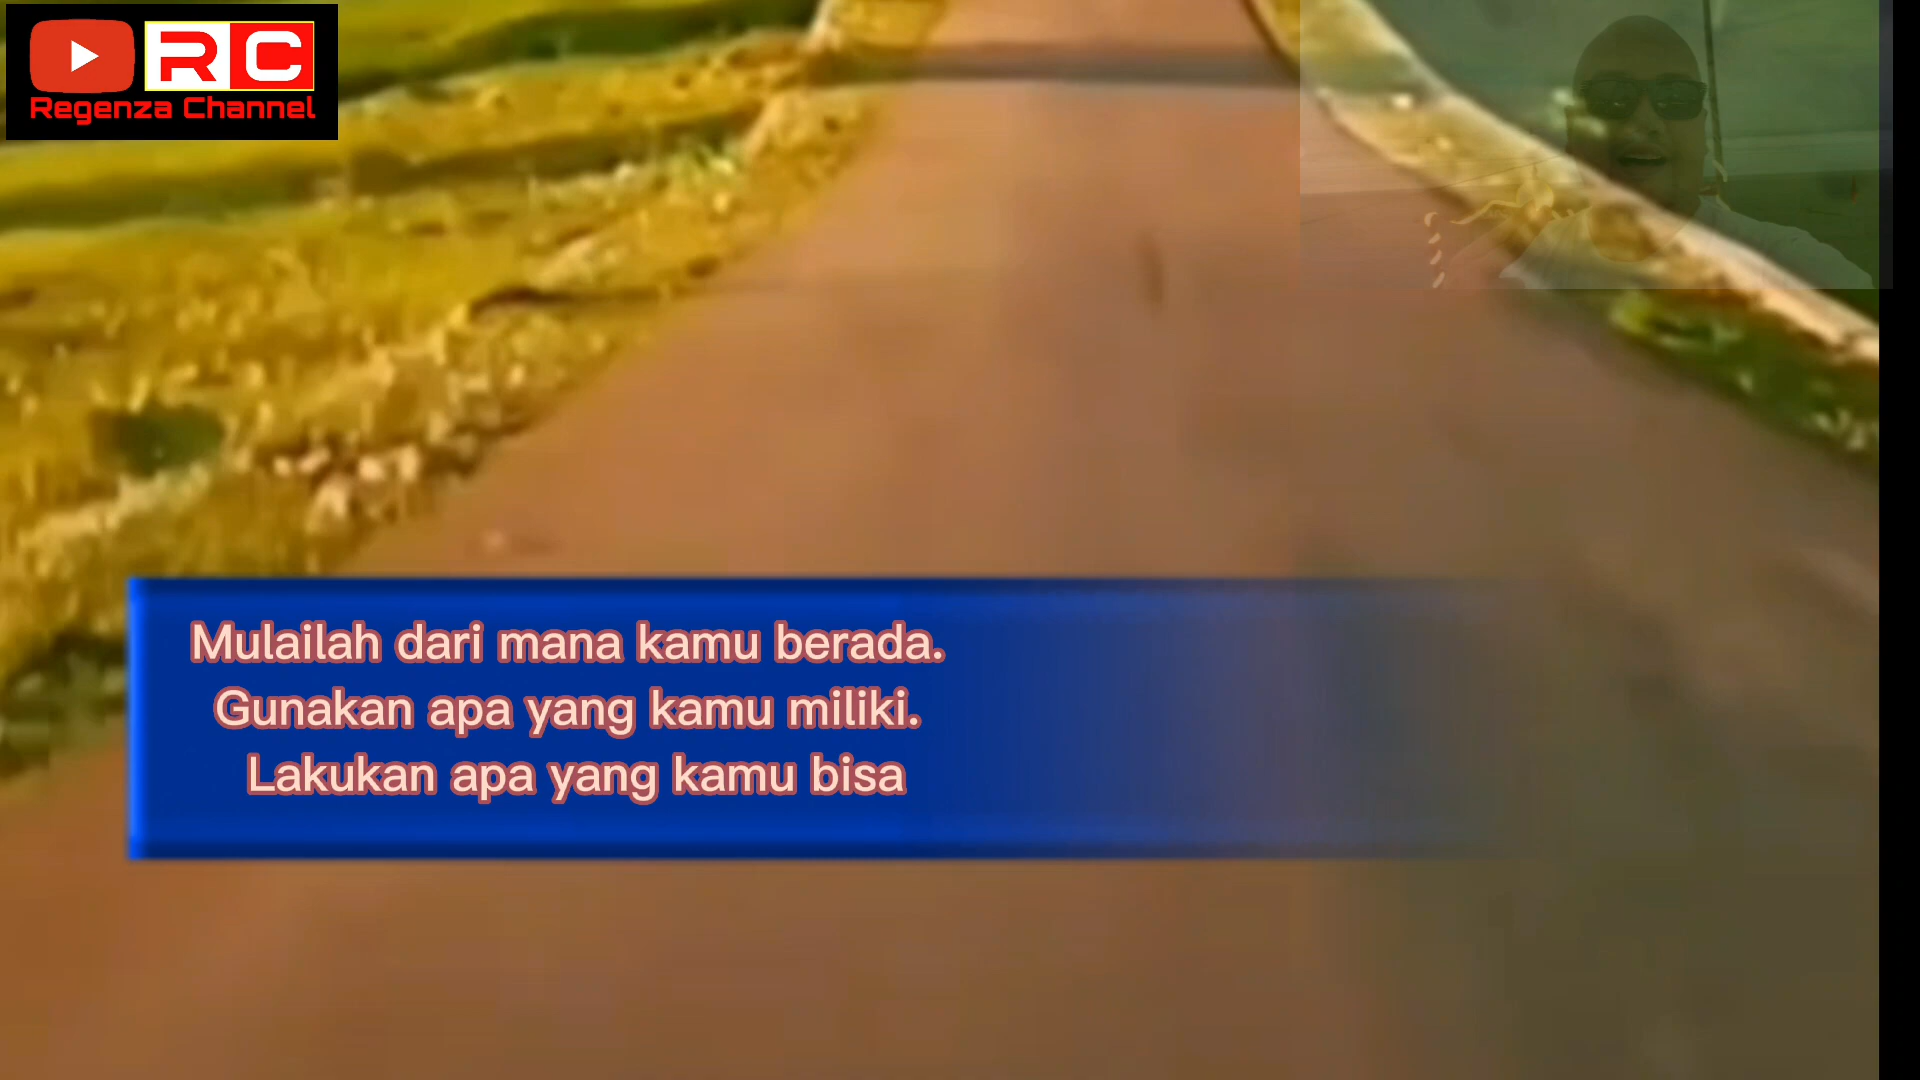 RC
Regenza Channel
Mulailah dari mana kamu berada.
Gunakan apa yang kamu miliki.
Lakukan apa yang kamu bisa